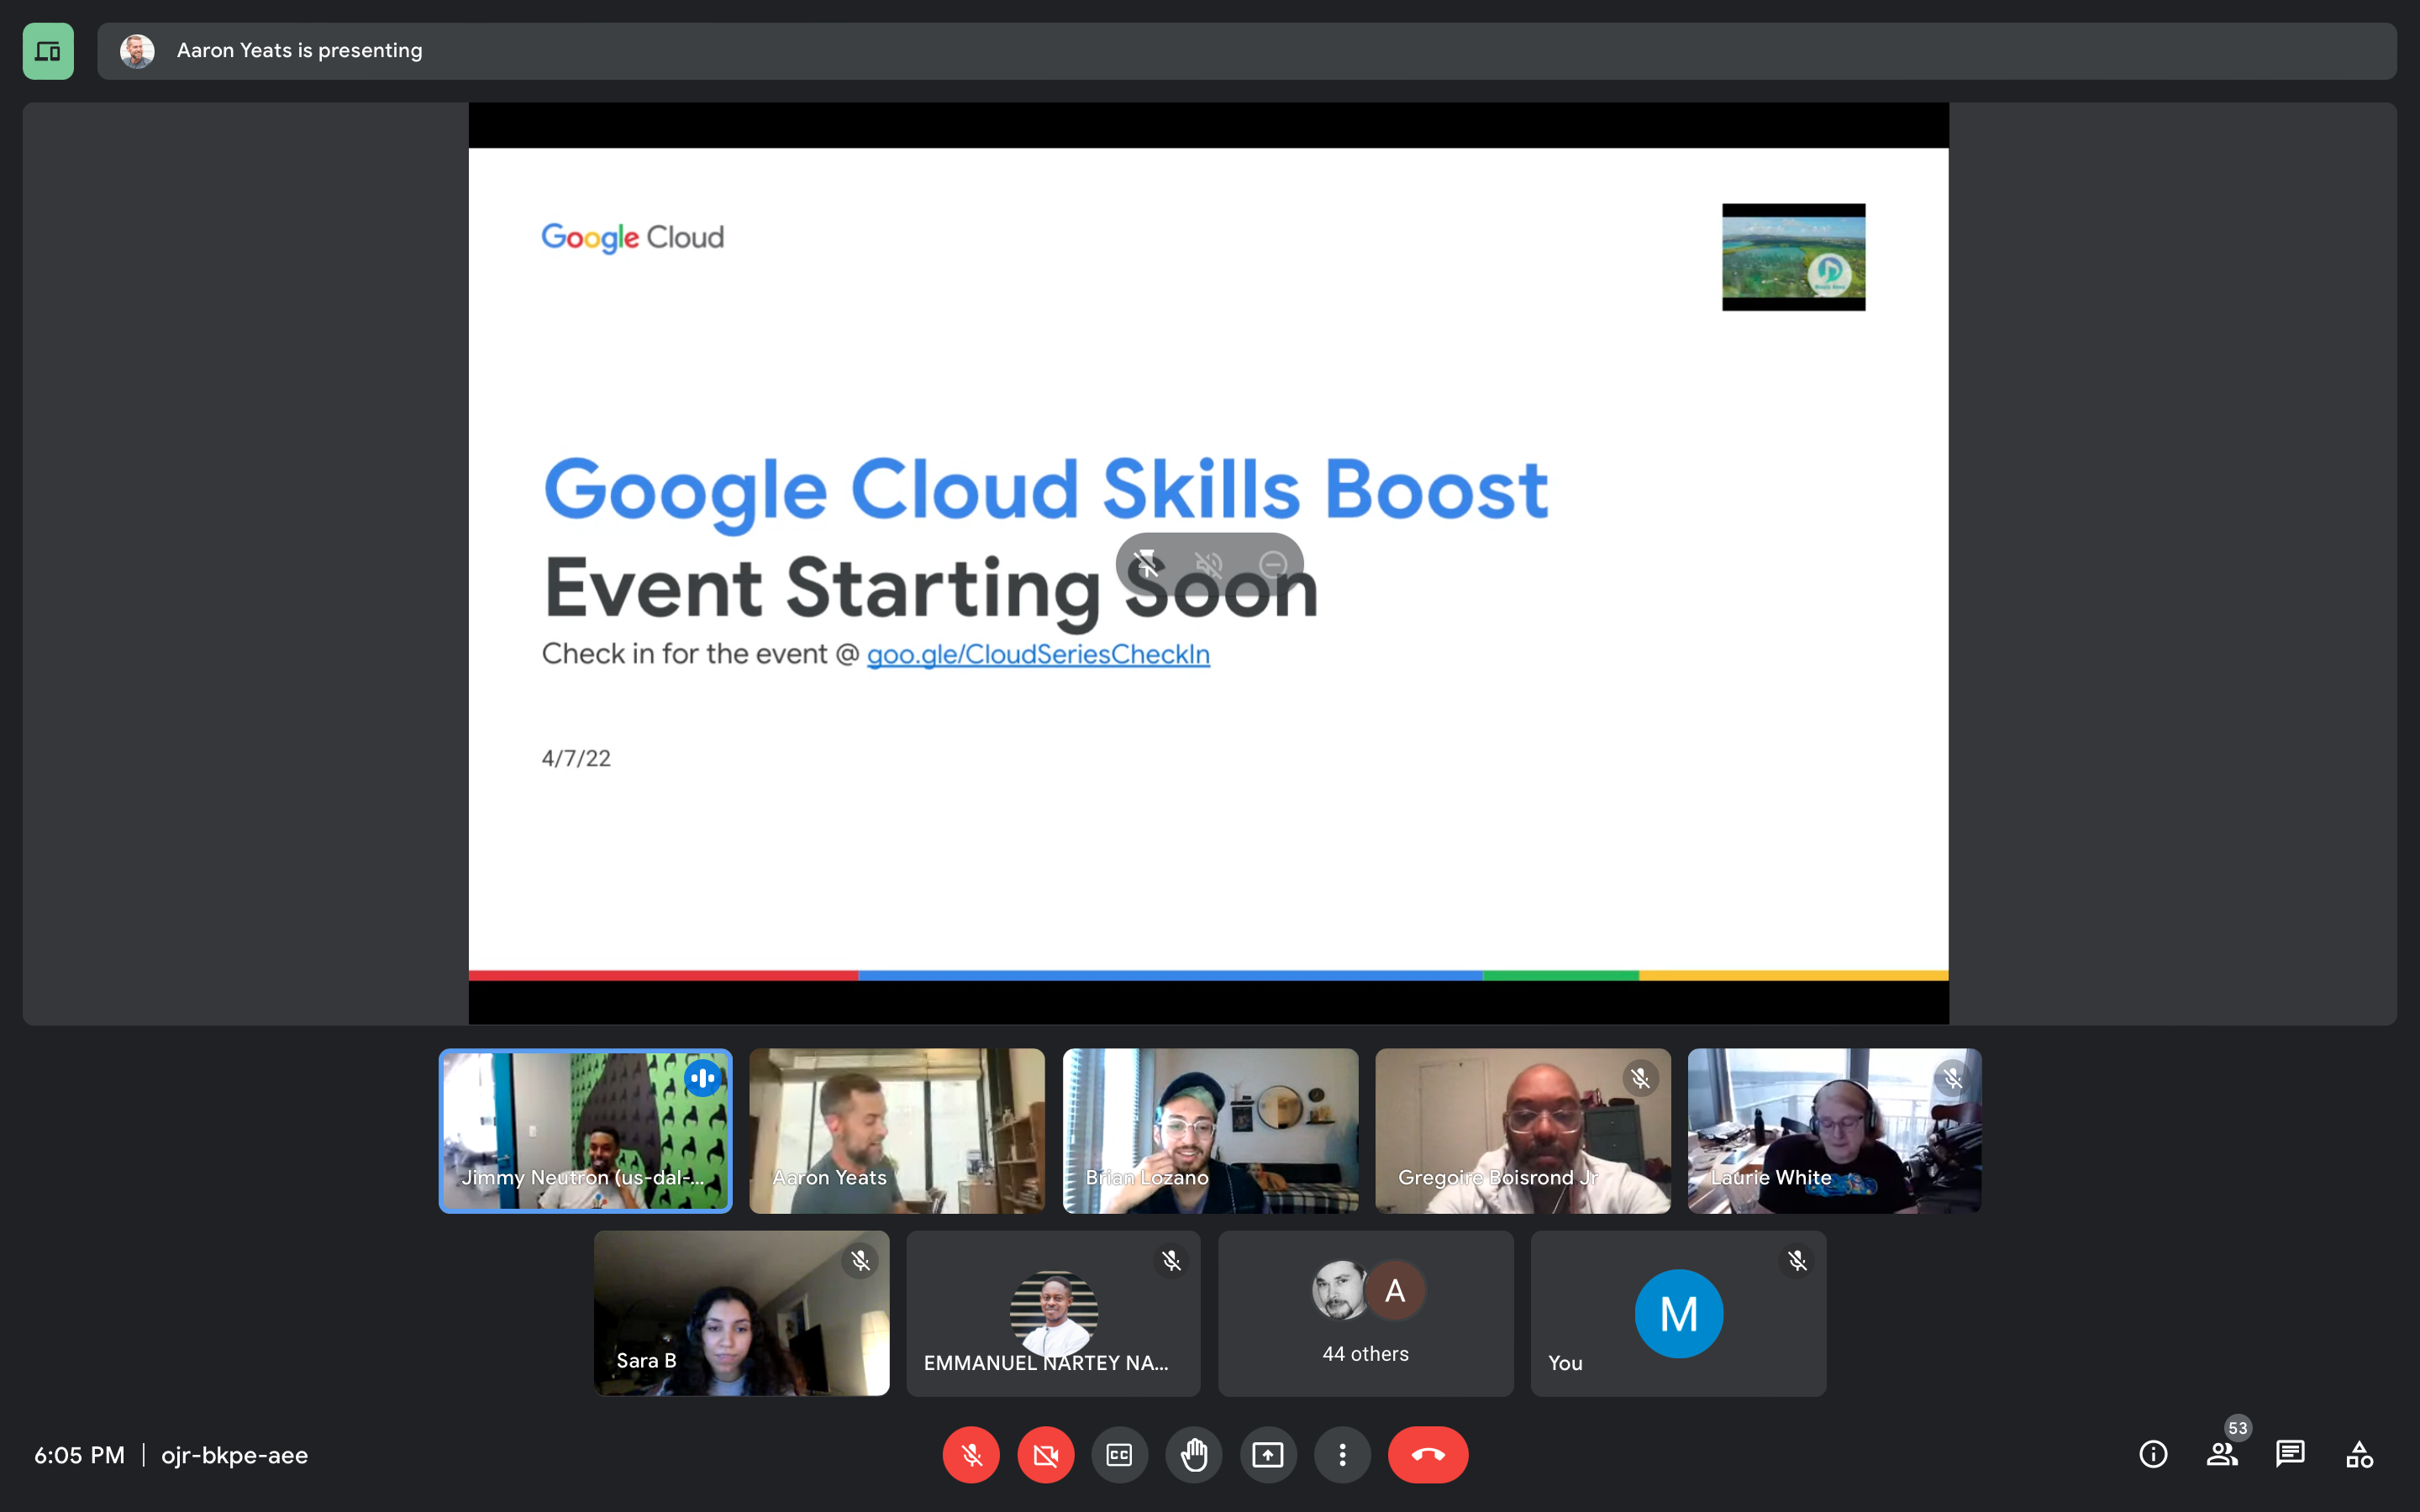 Aaron Yeats is presenting
Google Cloud
Google Cloud Skills Boost
Event Starting Soon
Check in for the event @ goo.gle/CloudSeriesCheckIn
4/7/22
Jimmy Neutron (us-dal-...
Aaron Yeats
Brian Lozano
Gregoire Boisrond Jr
Laurie White
Sara B
EMMANUEL NARTEY NA...
A
44 others
M
You
6:05 PM | ojr-bkpe-aee
CC
53